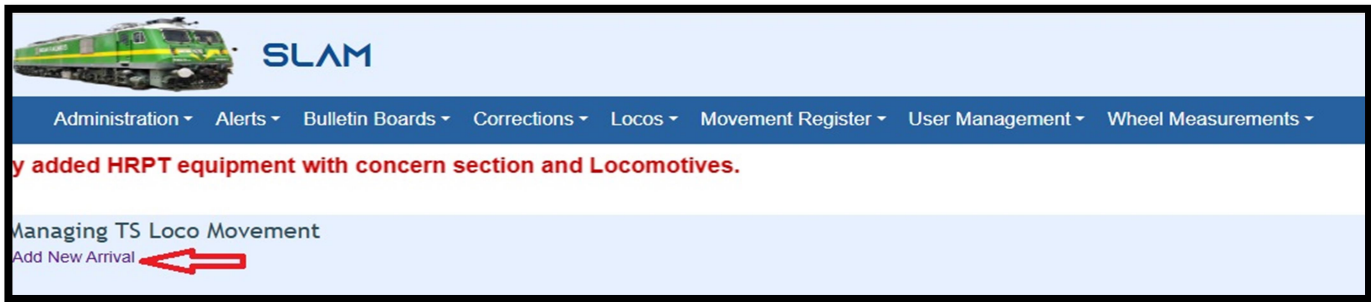 SLAM
Administration Alerts Bulletin Boards Corrections Locos Movement Register User Management Wheel Measurements
y added HRPT equipment with concern section and Locomotives.
Managing TS Loco Movement
Add New Arrival